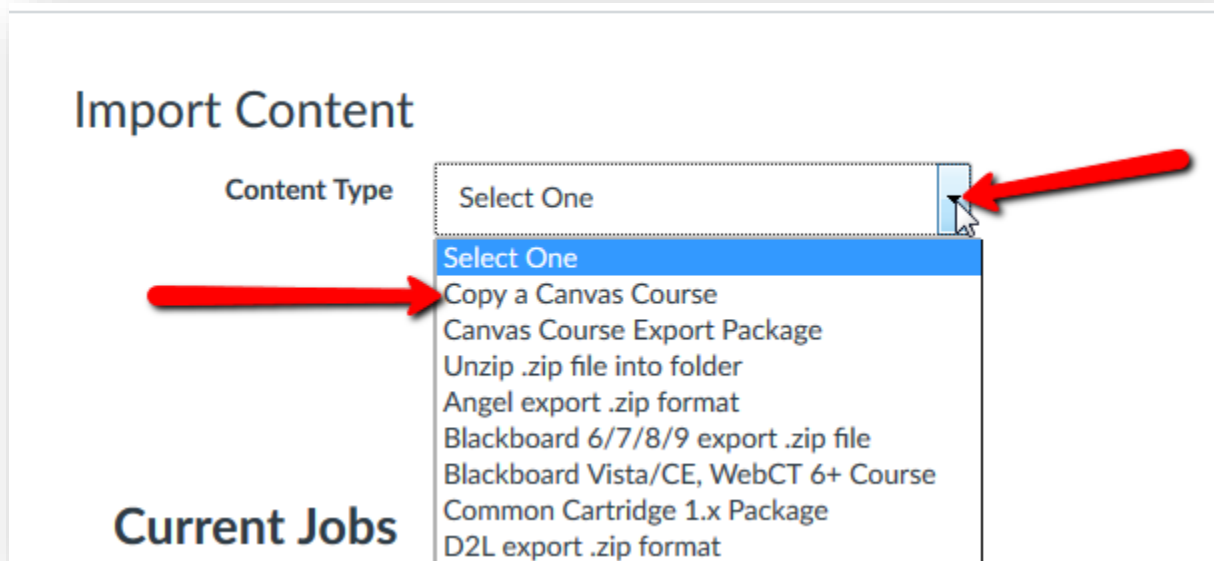 Import Content
Content Type
Select One
Select One
Copy a Canvas Course
Canvas Course Export Package
Unzip .zip file into folder
Angel export .zip format
Blackboard 6/7/8/9 export .zip file
Blackboard Vista/CE, WebCT 6+ Course
Common Cartridge 1.x Package
Current Jobs
D2L export .zip format